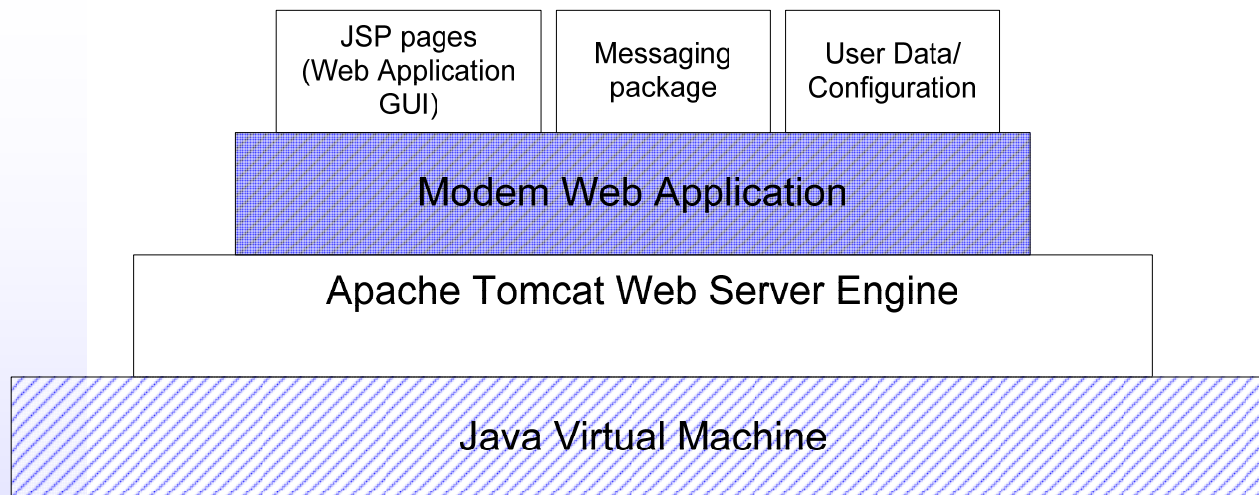 JSP pages
(Web Application
GUI)
Messaging
package
User Data/
Configuration
Modem Web Application
Apache Tomcat Web Server Engine
Java Virtual Machine